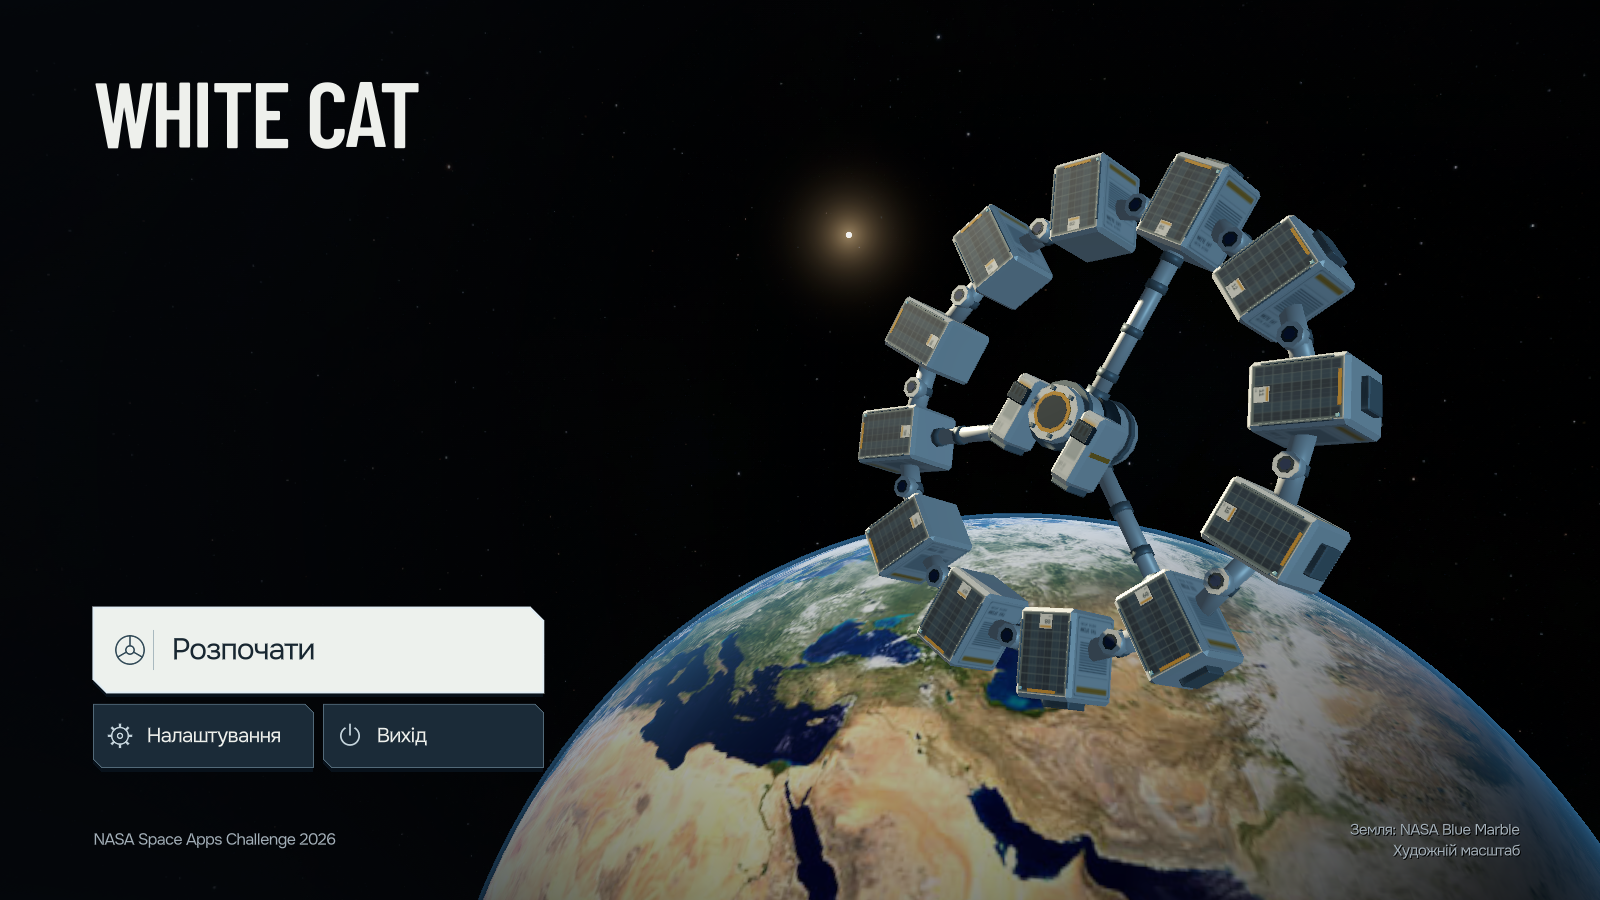 WHITE CAT
Розпочати
Налаштування
Вихід
NASA Space Apps Challenge 2026
Земля: NASA Blue Marble
Художній масштаб